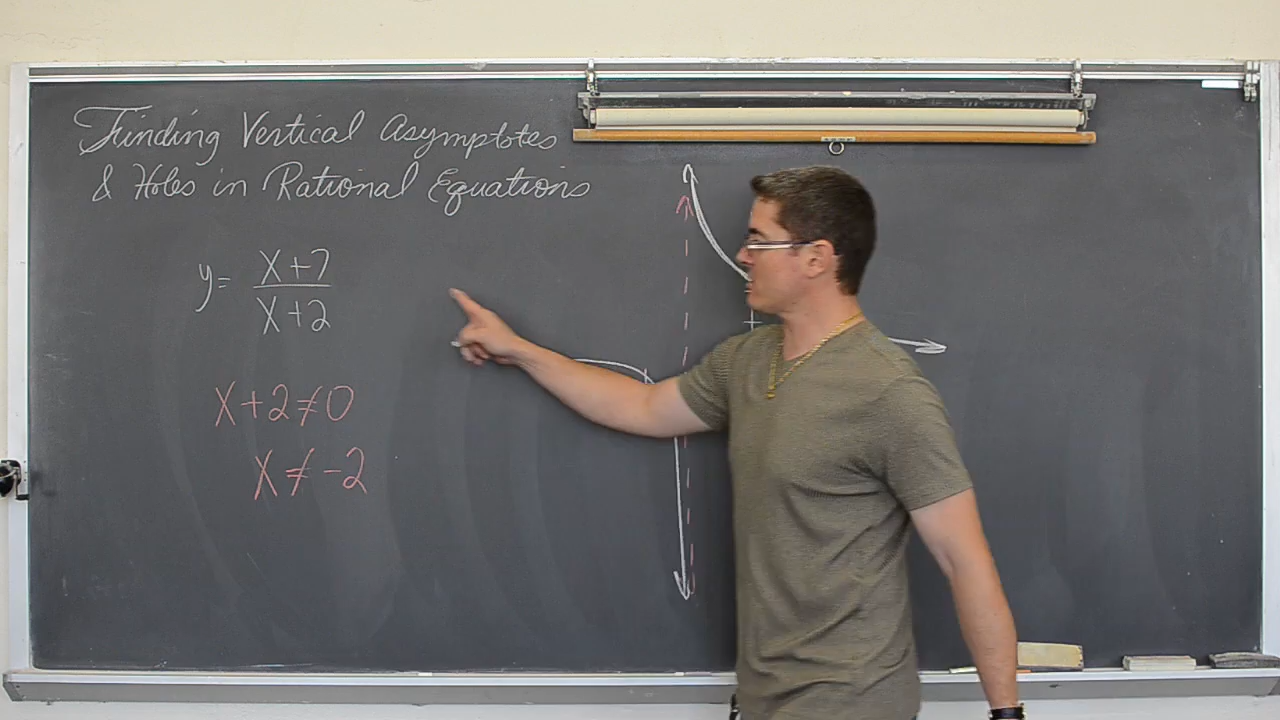 Finding Vertical Asymptotes
& Holes in Rational Equations
y = x+7
x+2
x+2≠0
x≠-2